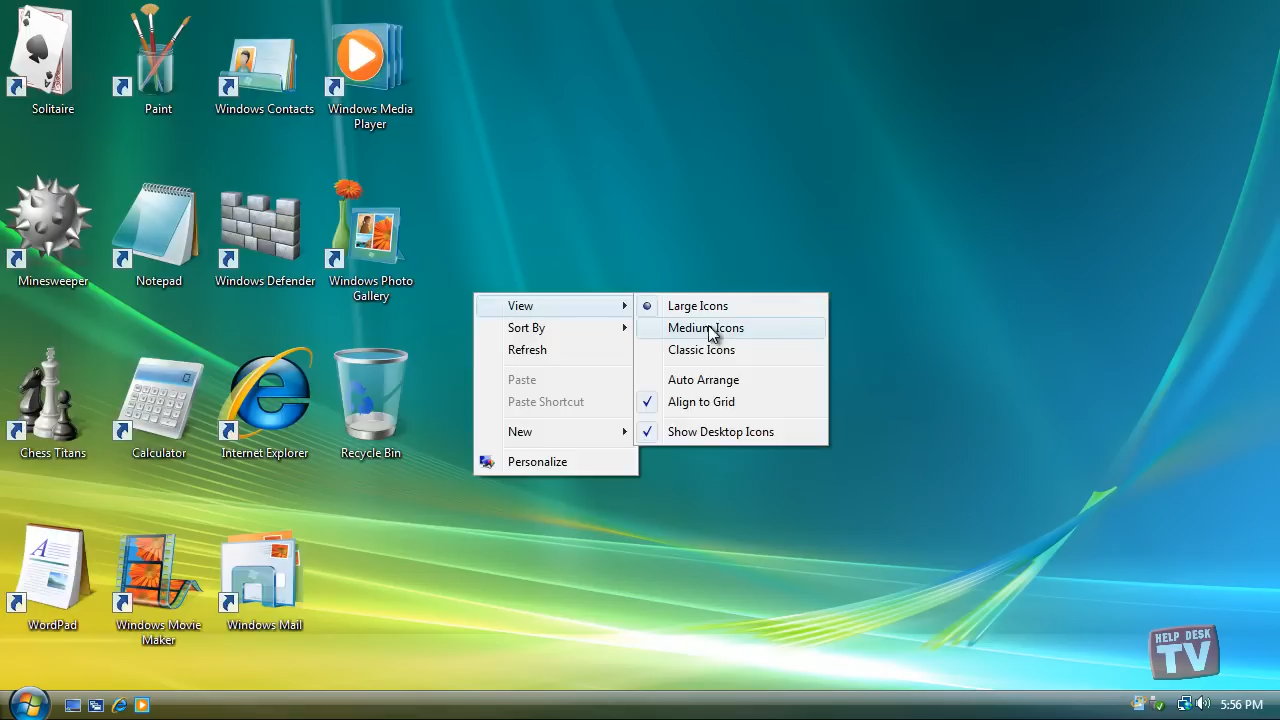 Solitaire
Paint
Windows Contacts
Windows Media
Player
Minesweeper
Notepad
Windows Defender
Windows Photo
Gallery
View
Sort By
Refresh
Paste
Paste Shortcut
New
Personalize
Large Icons
Medium Icons
Classic Icons
Auto Arrange
Align to Grid
Show Desktop Icons
Chess Titans
Calculator
Internet Explorer
Recycle Bin
WordPad
Windows Movie
Maker
Windows Mail
HELP DESK
TV
5:56 PM